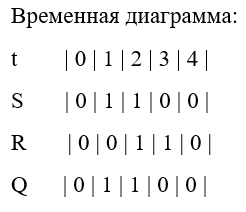 Временная диаграмма:
t | 0 | 1 | 2 | 3 | 4 |
S | 0 | 1 | 1 | 0 | 0 |
R | 0 | 0 | 1 | 1 | 0 |
Q | 0 | 1 | 1 | 0 | 0 |